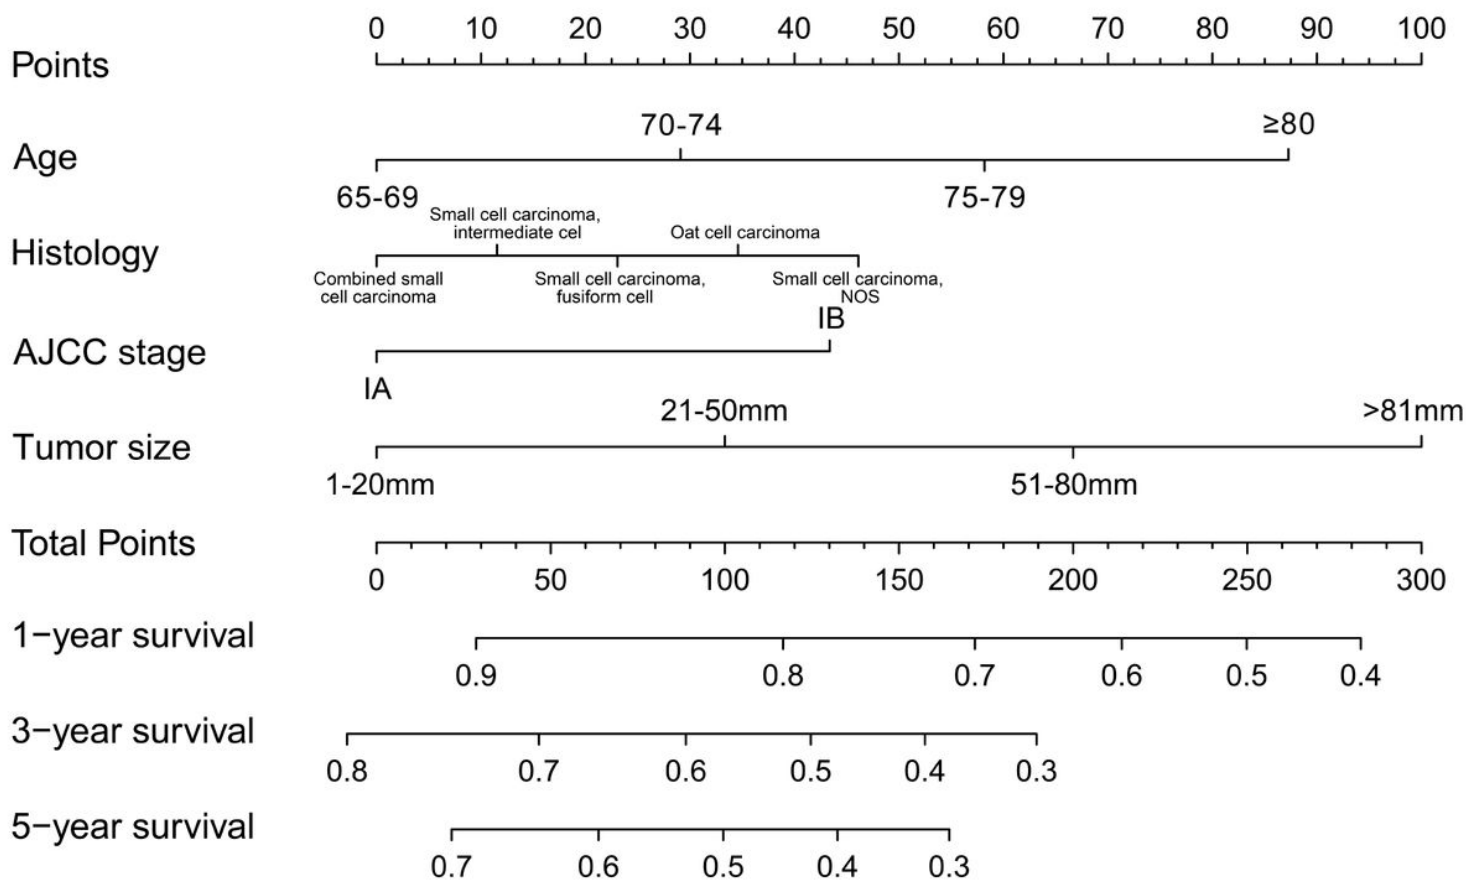 0 10 20 30 40 50 60 70 80 90 100
Points
70-74 ≥80
Age
65-69 75-79
Small cell carcinoma,
intermediate cel Oat cell carcinoma
Histology
Combined small Small cell carcinoma, Small cell carcinoma,
cell carcinoma fusiform cell NOS
IB
AJCC stage
IA
21-50mm >81mm
Tumor size
1-20mm 51-80mm
Total Points
0 50 100 150 200 250 300
1−year survival
0.9 0.8 0.7 0.6 0.5 0.4
3−year survival
0.8 0.7 0.6 0.5 0.4 0.3
5−year survival
0.7 0.6 0.5 0.4 0.3